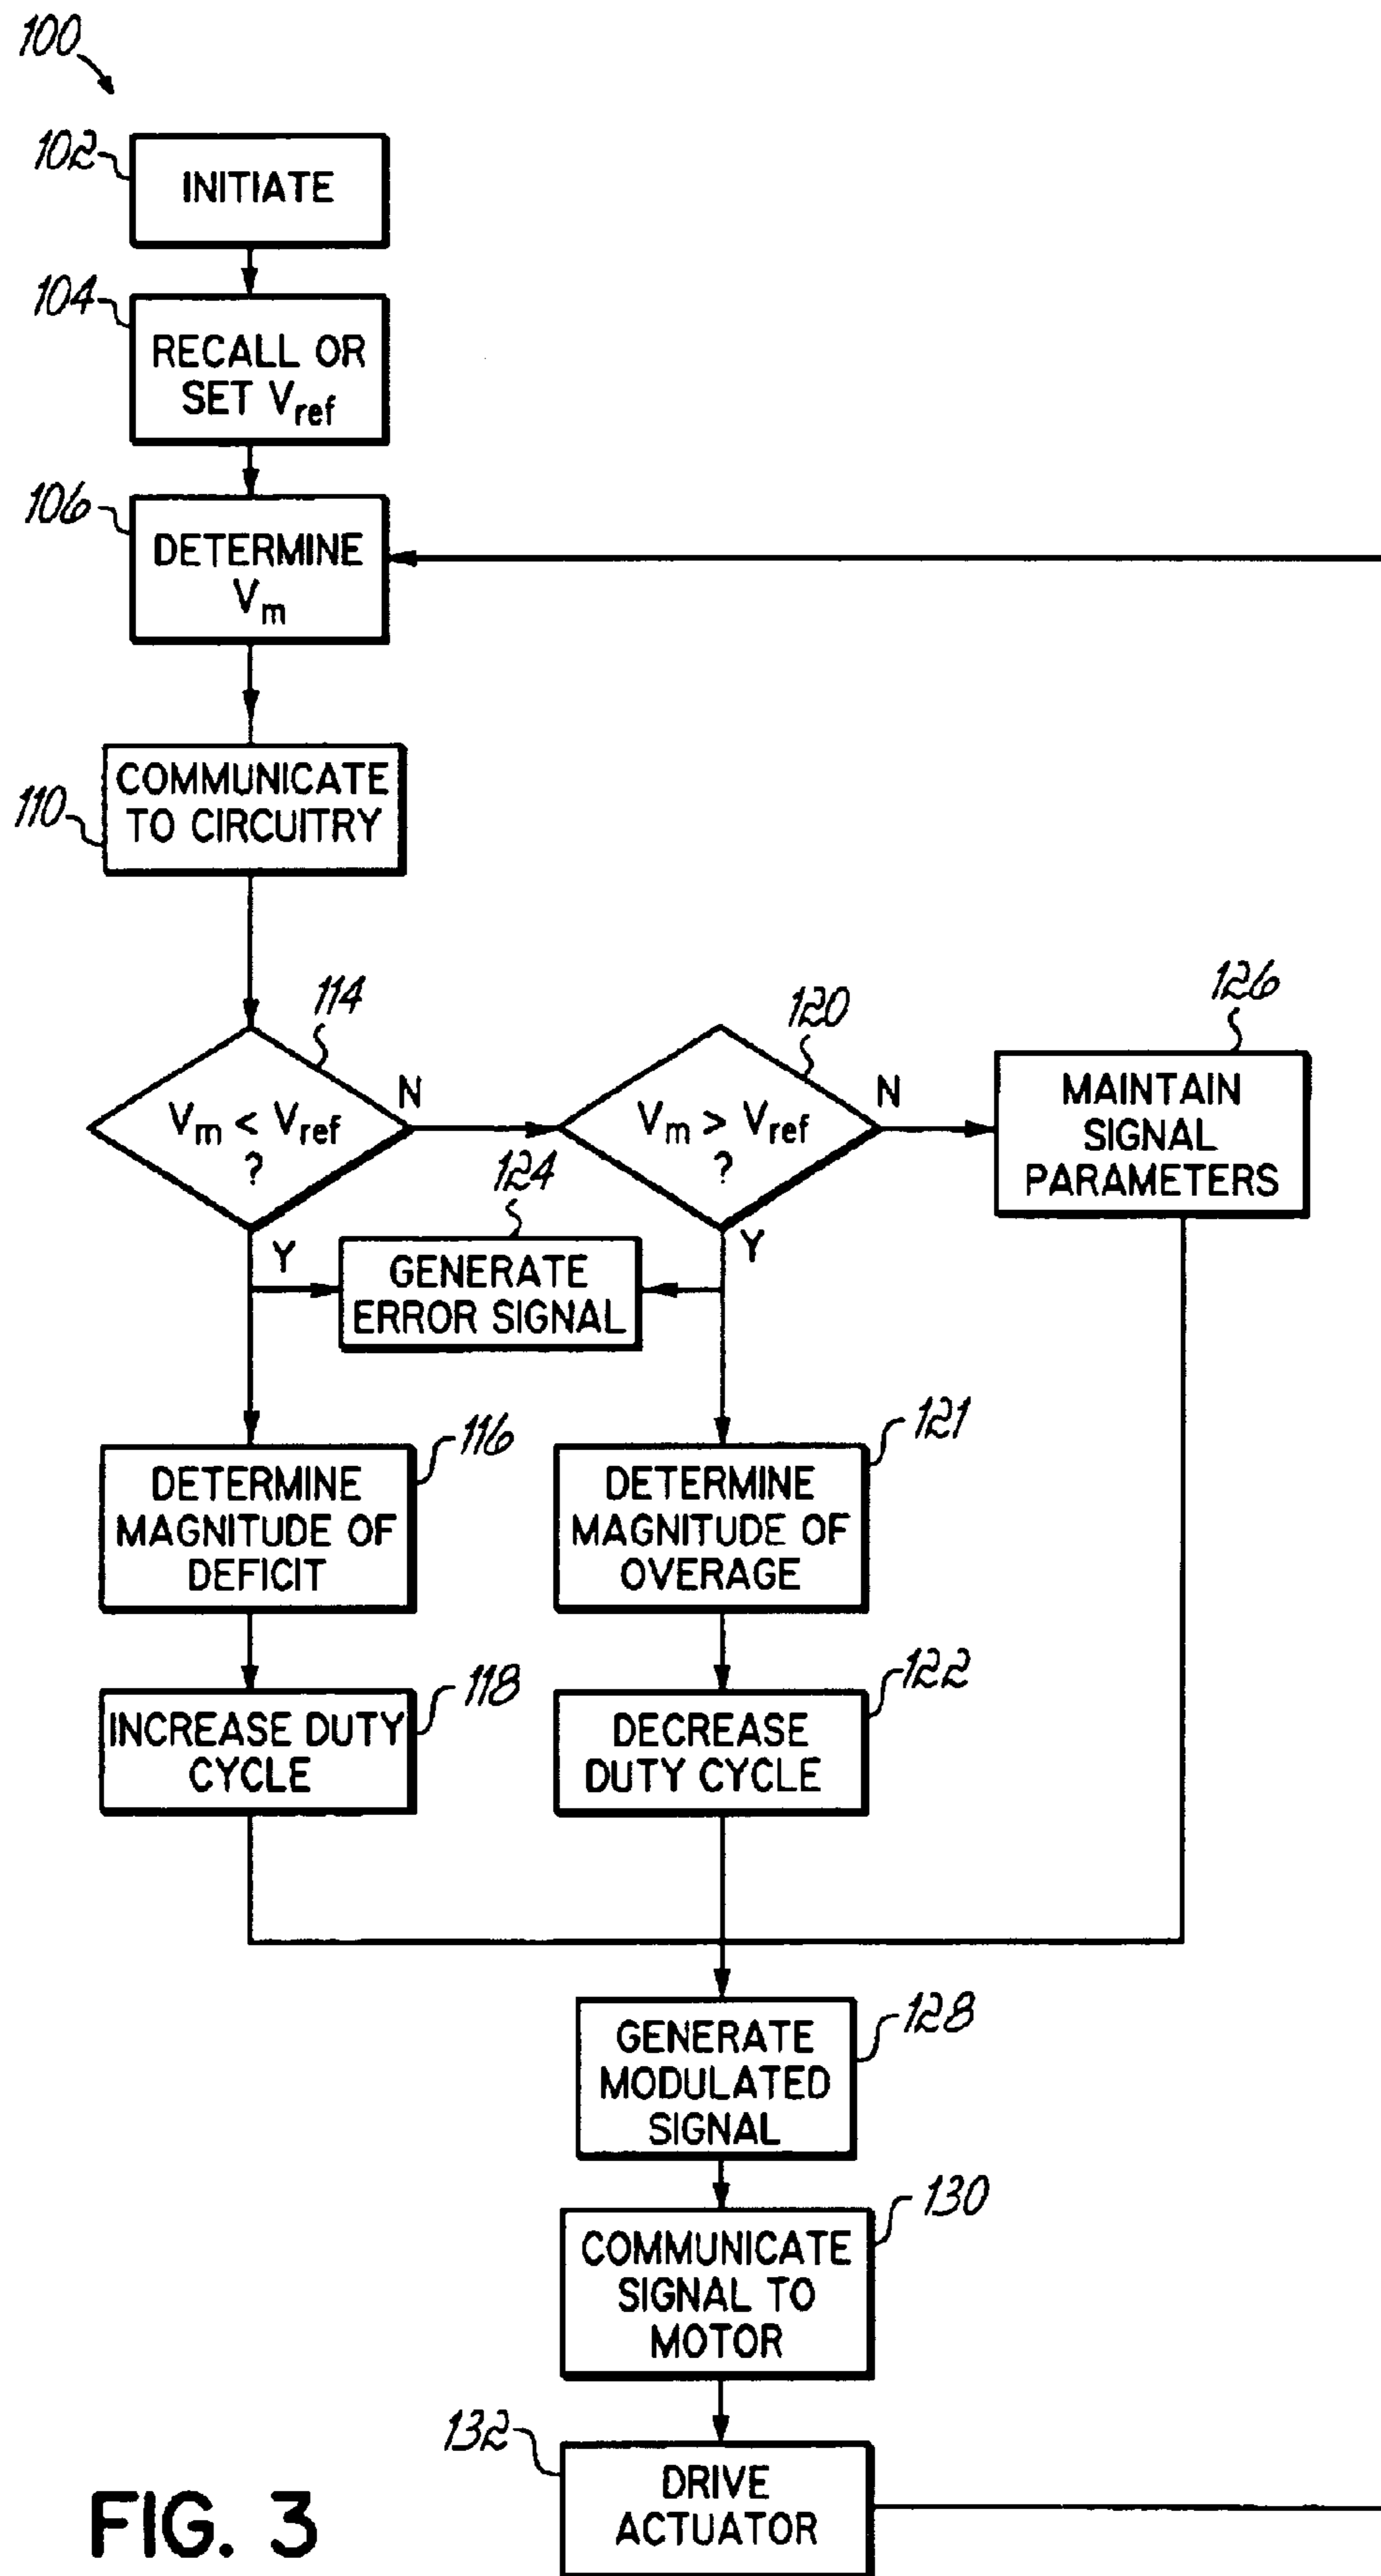 100
102
INITIATE
104
RECALL OR
SET Vref
106
DETERMINE
Vm
110
COMMUNICATE
TO CIRCUITRY
114
Vm < Vref
?
N
Y
120
Vm > Vref
?
N
Y
126
MAINTAIN
SIGNAL
PARAMETERS
124
GENERATE
ERROR SIGNAL
116
DETERMINE
MAGNITUDE OF
DEFICIT
121
DETERMINE
MAGNITUDE OF
OVERAGE
118
INCREASE DUTY
CYCLE
122
DECREASE
DUTY CYCLE
128
GENERATE
MODULATED
SIGNAL
130
COMMUNICATE
SIGNAL TO
MOTOR
132
DRIVE
ACTUATOR
FIG. 3